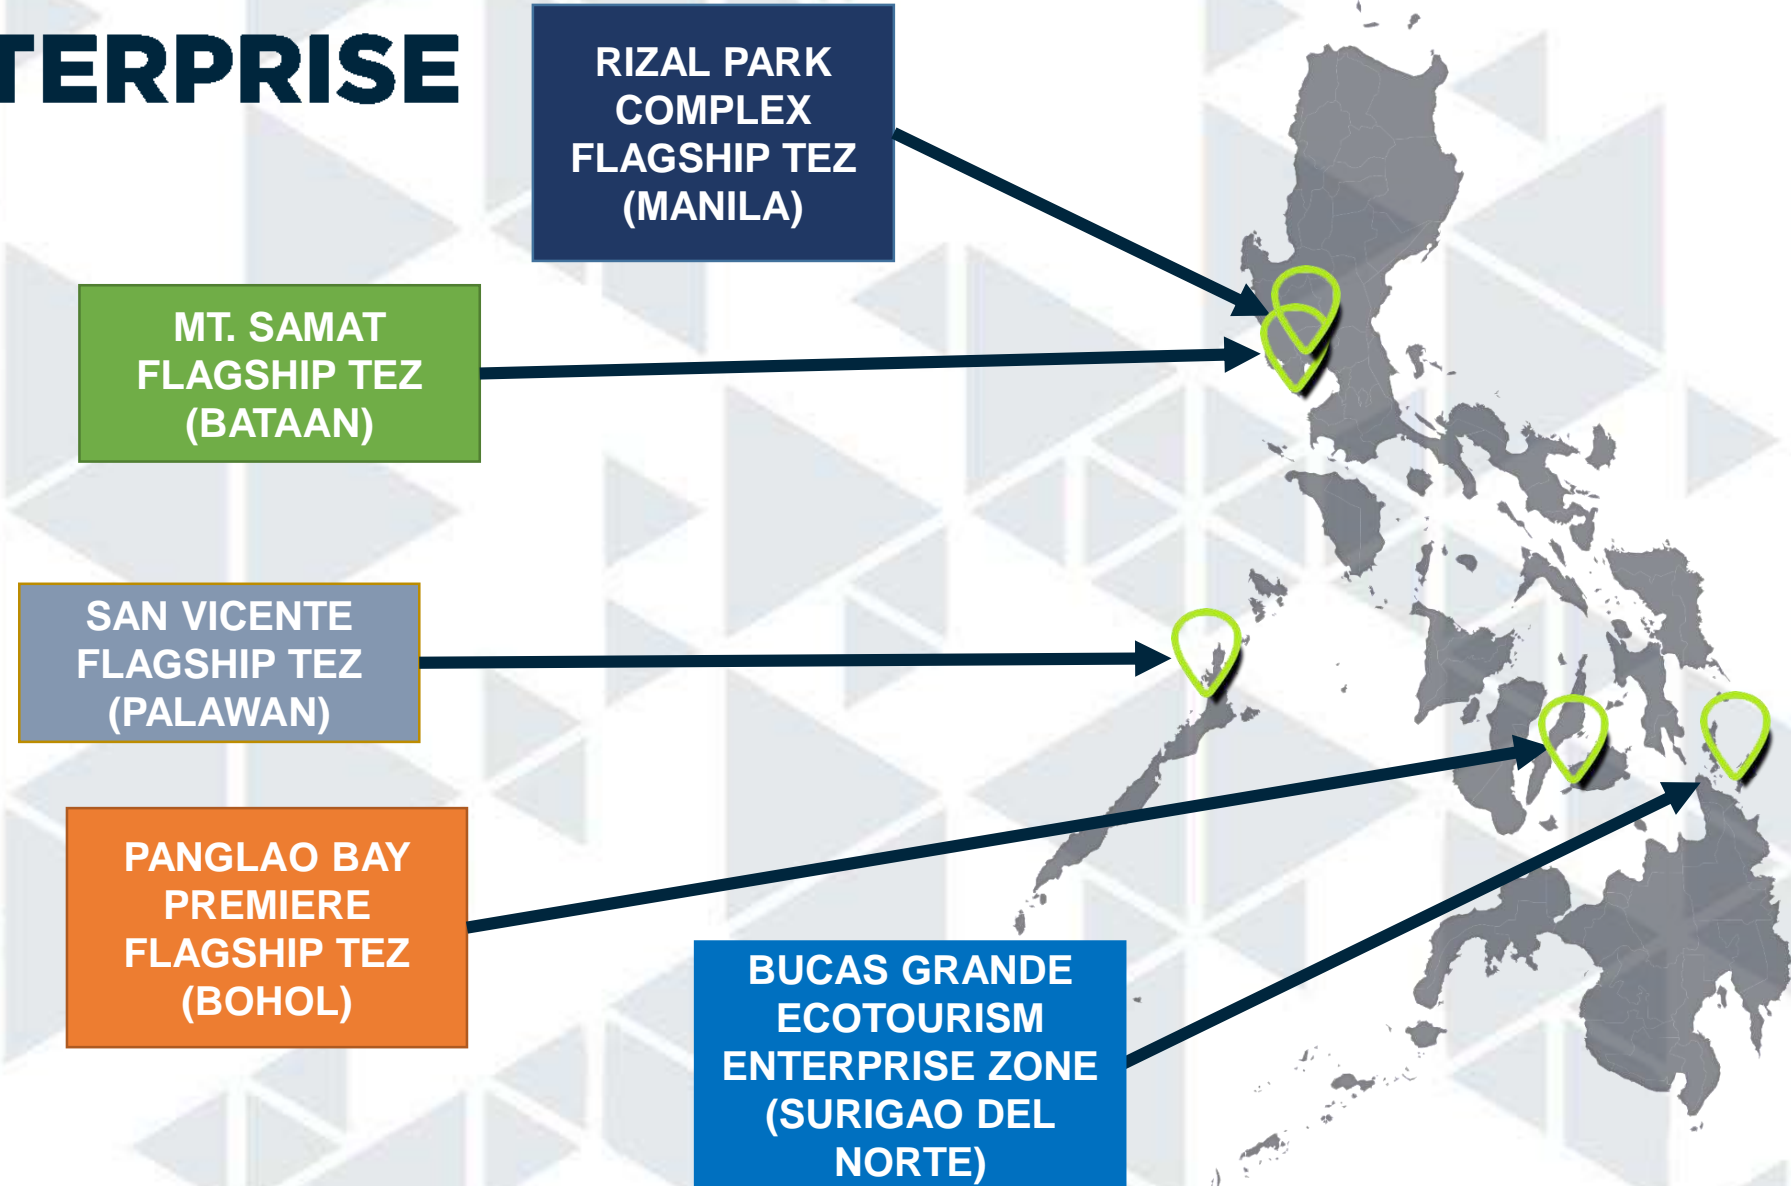 TERPRISE
RIZAL PARK
COMPLEX
FLAGSHIP TEZ
(MANILA)
MT. SAMAT
FLAGSHIP TEZ
(BATAAN)
SAN VICENTE
FLAGSHIP TEZ
(PALAWAN)
PANGLAO BAY
PREMIERE
FLAGSHIP TEZ
(BOHOL)
BUCAS GRANDE
ECOTOURISM
ENTERPRISE ZONE
(SURIGAO DEL
NORTE)